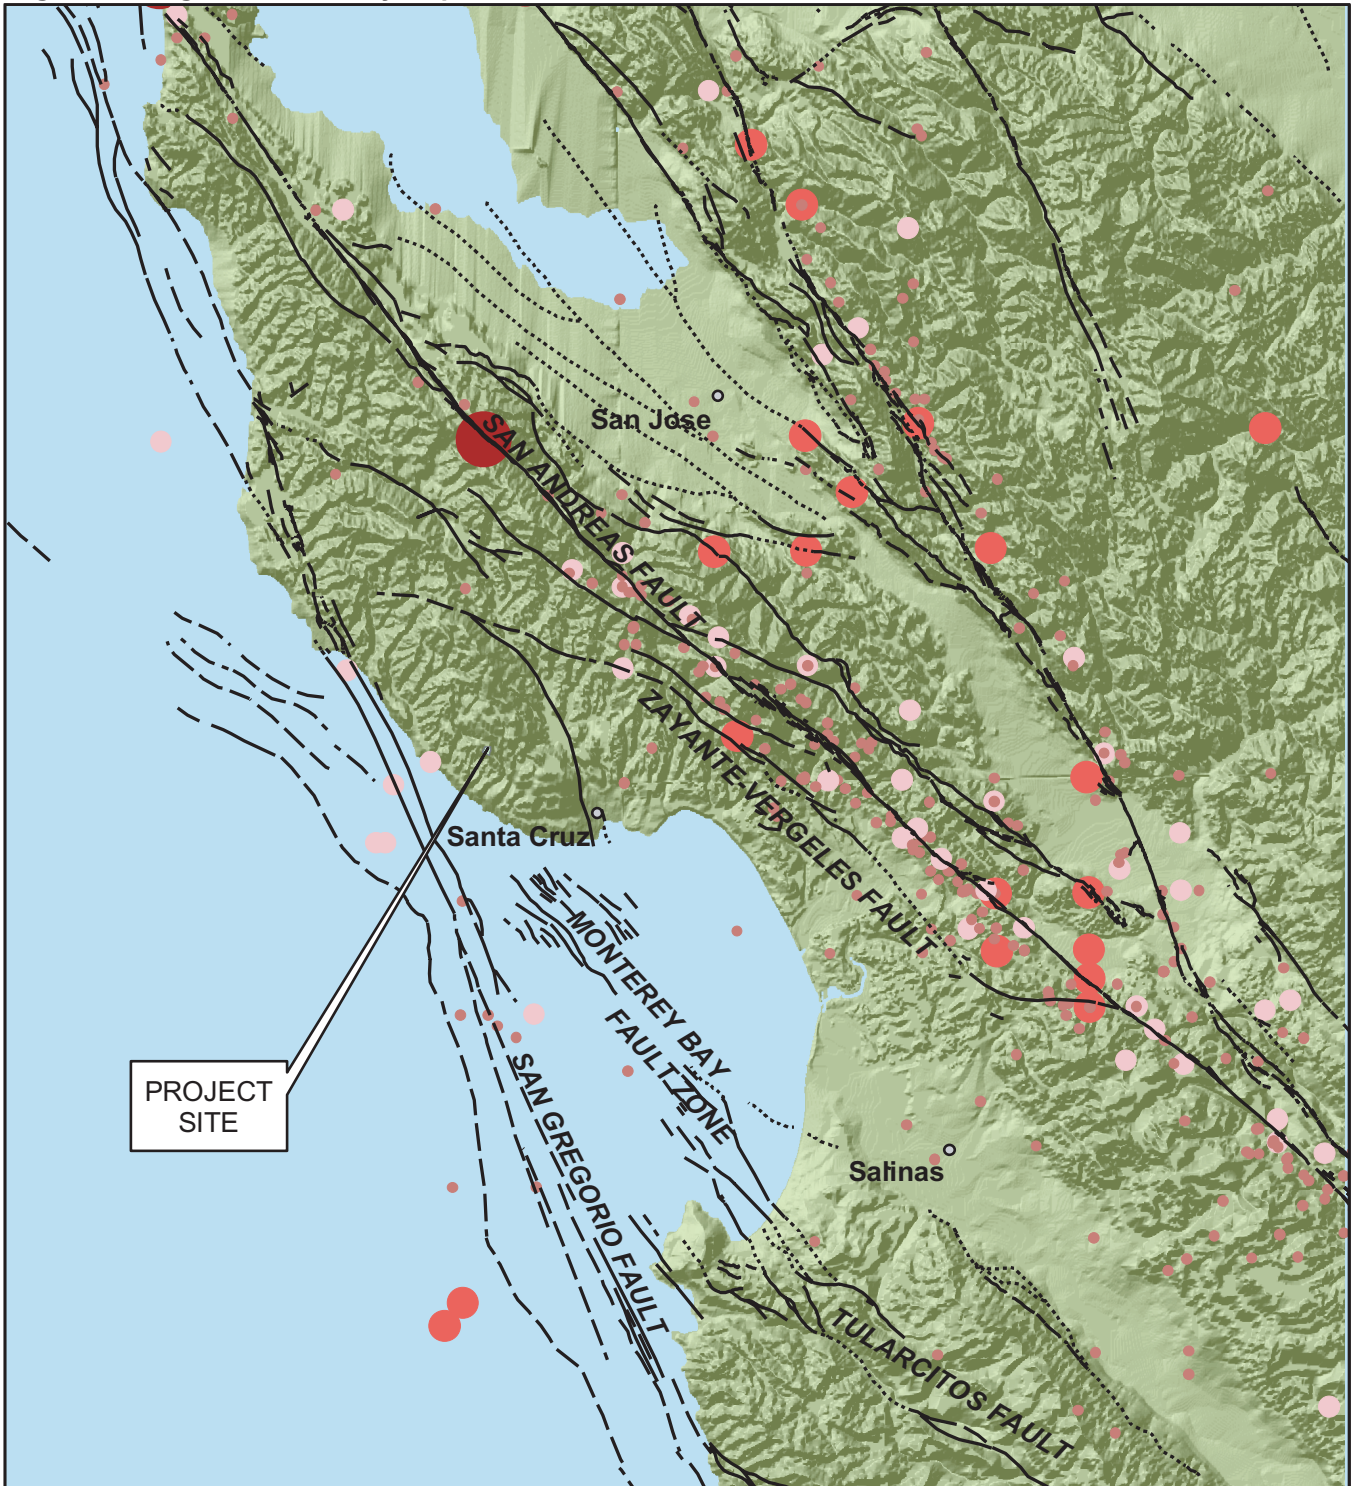 San Jose
SAN ANDREAS FAULT
ZAYANTE-VERGELES FAULT
Santa Cruz
MONTEREY BAY
FAULT ZONE
SAN GREGORIO FAULT
PROJECT
SITE
Salinas
TULARCITOS FAULT